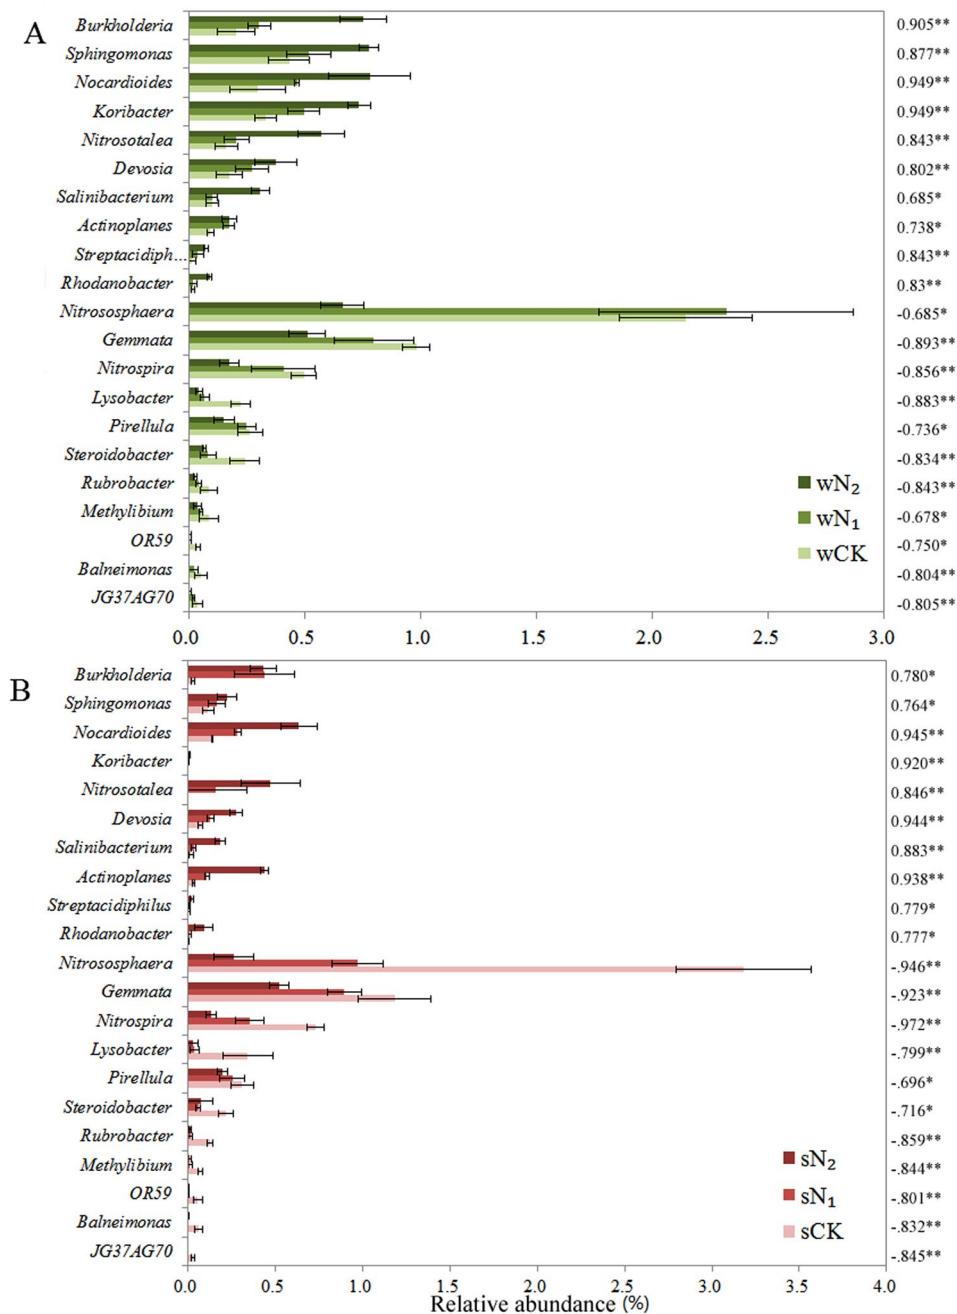 A
Burkholderia 0.905**
Sphingomonas 0.877**
Nocardioides 0.949**
Koribacter 0.949**
Nitrosotalea 0.843**
Devosia 0.802**
Salinibacterium 0.685*
Actinoplanes 0.738*
Streptacidiph... 0.843**
Rhodanobacter 0.83**
Nitrososphaera -0.685*
Gemmata -0.893**
Nitrospira -0.856**
Lysobacter -0.883**
Pirellula -0.736*
Steroidobacter -0.834**
Rubrobacter -0.843**
Methylibium -0.678*
OR59 -0.750*
Balneimonas -0.804**
JG37AG70 -0.805**
wN₂
wN₁
wCK
0.0 0.5 1.0 1.5 2.0 2.5 3.0
B
Burkholderia 0.780*
Sphingomonas 0.764*
Nocardioides 0.945**
Koribacter 0.920**
Nitrosotalea 0.846**
Devosia 0.944**
Salinibacterium 0.883**
Actinoplanes 0.938**
Streptacidiphilus 0.779*
Rhodanobacter 0.777*
Nitrososphaera -.946**
Gemmata -.923**
Nitrospira -.972**
Lysobacter -.799**
Pirellula -.696*
Steroidobacter -.716*
Rubrobacter -.859**
Methylibium -.844**
OR59 -.801**
Balneimonas -.832**
JG37AG70 -.845**
sN₂
sN₁
sCK
0.0 0.5 1.0 1.5 2.0 2.5 3.0 3.5 4.0
Relative abundance (%)